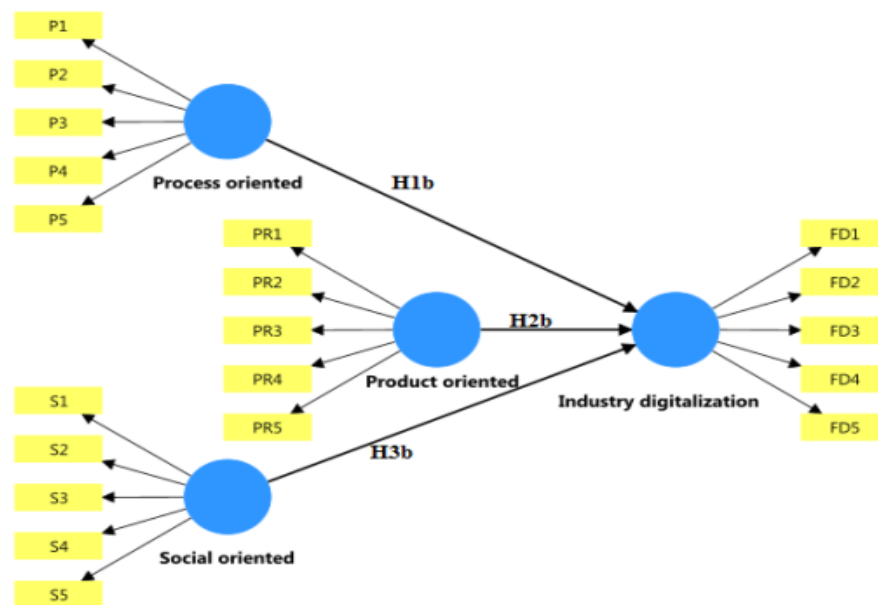 P1
P2
P3
P4
P5
Process oriented
H1b
PR1
PR2
PR3
PR4
PR5
Product oriented
H2b
FD1
FD2
FD3
FD4
FD5
Industry digitalization
S1
S2
S3
S4
S5
Social oriented
H3b